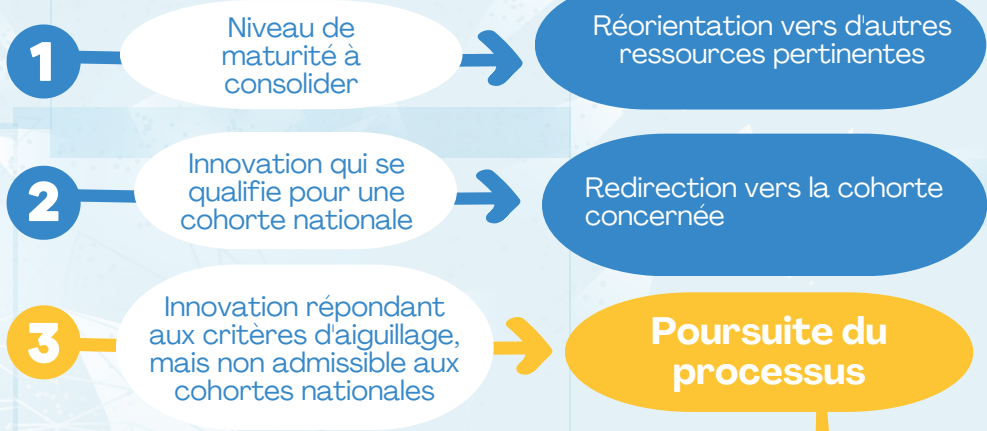 1
Niveau de
maturité à
consolider
Réorientation vers d'autres
ressources pertinentes
2
Innovation qui se
qualifie pour une
cohorte nationale
Redirection vers la cohorte
concernée
3
Innovation répondant
aux critères d'aiguillage,
mais non admissible aux
cohortes nationales
Poursuite du
processus